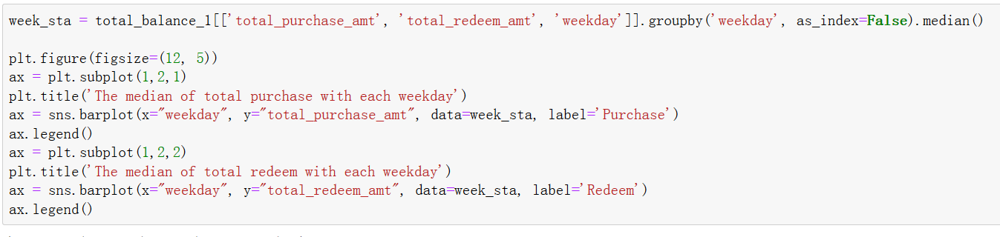 week_sta = total_balance_1[['total_purchase_amt', 'total_redeem_amt', 'weekday']].groupby('weekday', as_index=False).median()
plt.figure(figsize=(12, 5))
ax = plt.subplot(1,2,1)
plt.title('The median of total purchase with each weekday')
ax = sns.barplot(x="weekday", y="total_purchase_amt", data=week_sta, label='Purchase')
ax.legend()
ax = plt.subplot(1,2,2)
plt.title('The median of total redeem with each weekday')
ax = sns.barplot(x="weekday", y="total_redeem_amt", data=week_sta, label='Redeem')
ax.legend()